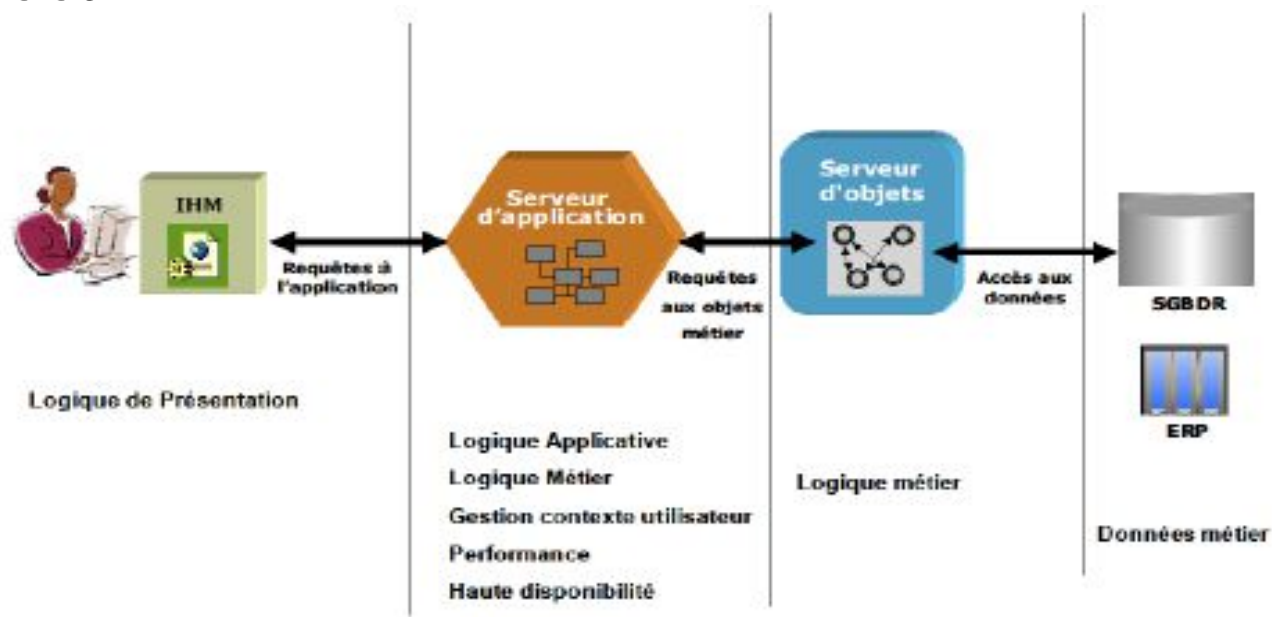 IHM
Requêtes à
l'application
Logique de Présentation
Serveur
d'application
Requêtes
aux objets
métier
Logique Applicative
Logique Métier
Gestion contexte utilisateur
Performance
Haute disponibilité
Serveur
d'objets
Logique métier
Accès aux
données
SGBDR
ERP
Données métier